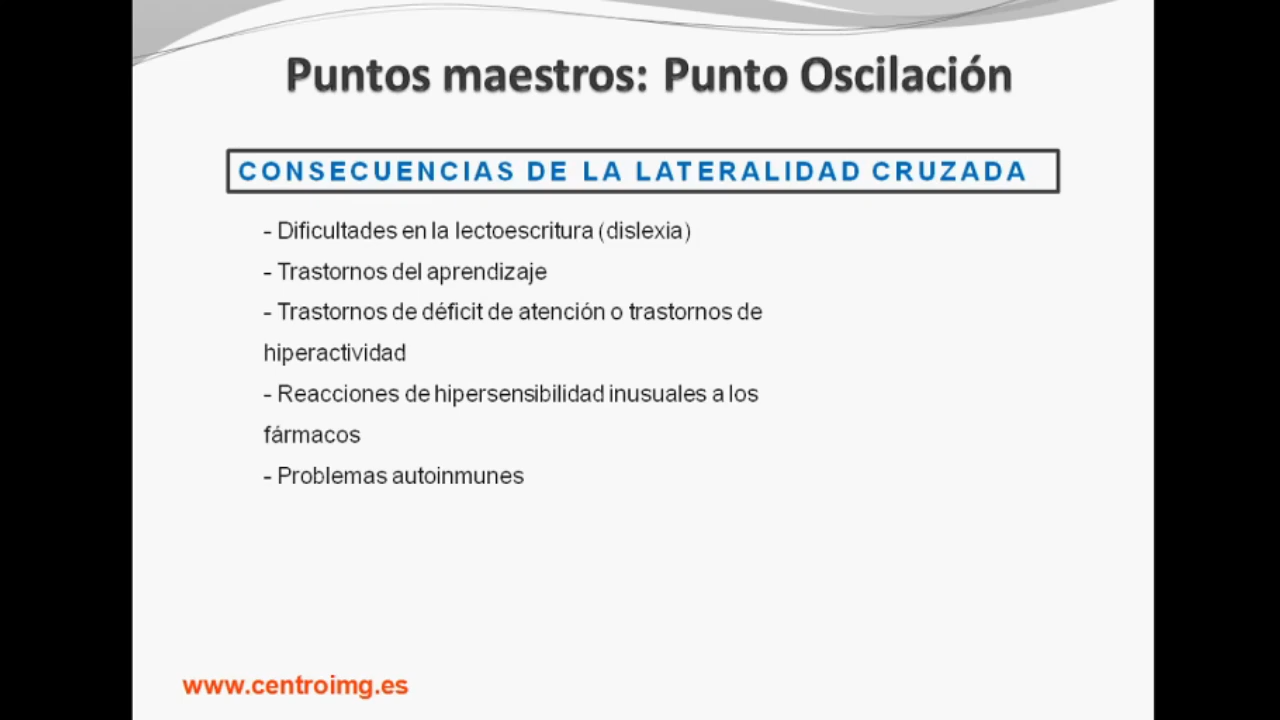 Puntos maestros: Punto Oscilación
CONSECUENCIAS DE LA LATERALIDAD CRUZADA
- Dificultades en la lectoescritura (dislexia)
- Trastornos del aprendizaje
- Trastornos de déficit de atención o trastornos de
hiperactividad
- Reacciones de hipersensibilidad inusuales a los
fármacos
- Problemas autoinmunes
www.centroimg.es